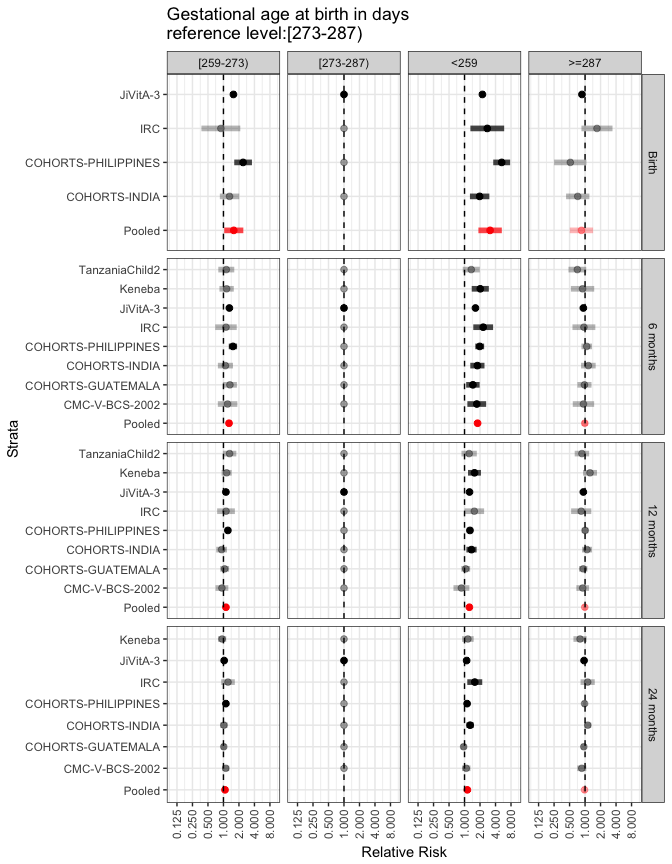 Gestational age at birth in days
reference level:[273-287)
[259-273)
[273-287)
<259
>=287
Strata
JiVitA-3
IRC
COHORTS-PHILIPPINES
COHORTS-INDIA
Pooled
Birth
TanzaniaChild2
Keneba
JiVitA-3
IRC
COHORTS-PHILIPPINES
COHORTS-INDIA
COHORTS-GUATEMALA
CMC-V-BCS-2002
Pooled
6 months
TanzaniaChild2
Keneba
JiVitA-3
IRC
COHORTS-PHILIPPINES
COHORTS-INDIA
COHORTS-GUATEMALA
CMC-V-BCS-2002
Pooled
12 months
Keneba
JiVitA-3
IRC
COHORTS-PHILIPPINES
COHORTS-INDIA
COHORTS-GUATEMALA
CMC-V-BCS-2002
Pooled
24 months
0.125 0.250 0.500 1.000 2.000 4.000 8.000
0.125 0.250 0.500 1.000 2.000 4.000 8.000
0.125 0.250 0.500 1.000 2.000 4.000 8.000
0.125 0.250 0.500 1.000 2.000 4.000 8.000
Relative Risk